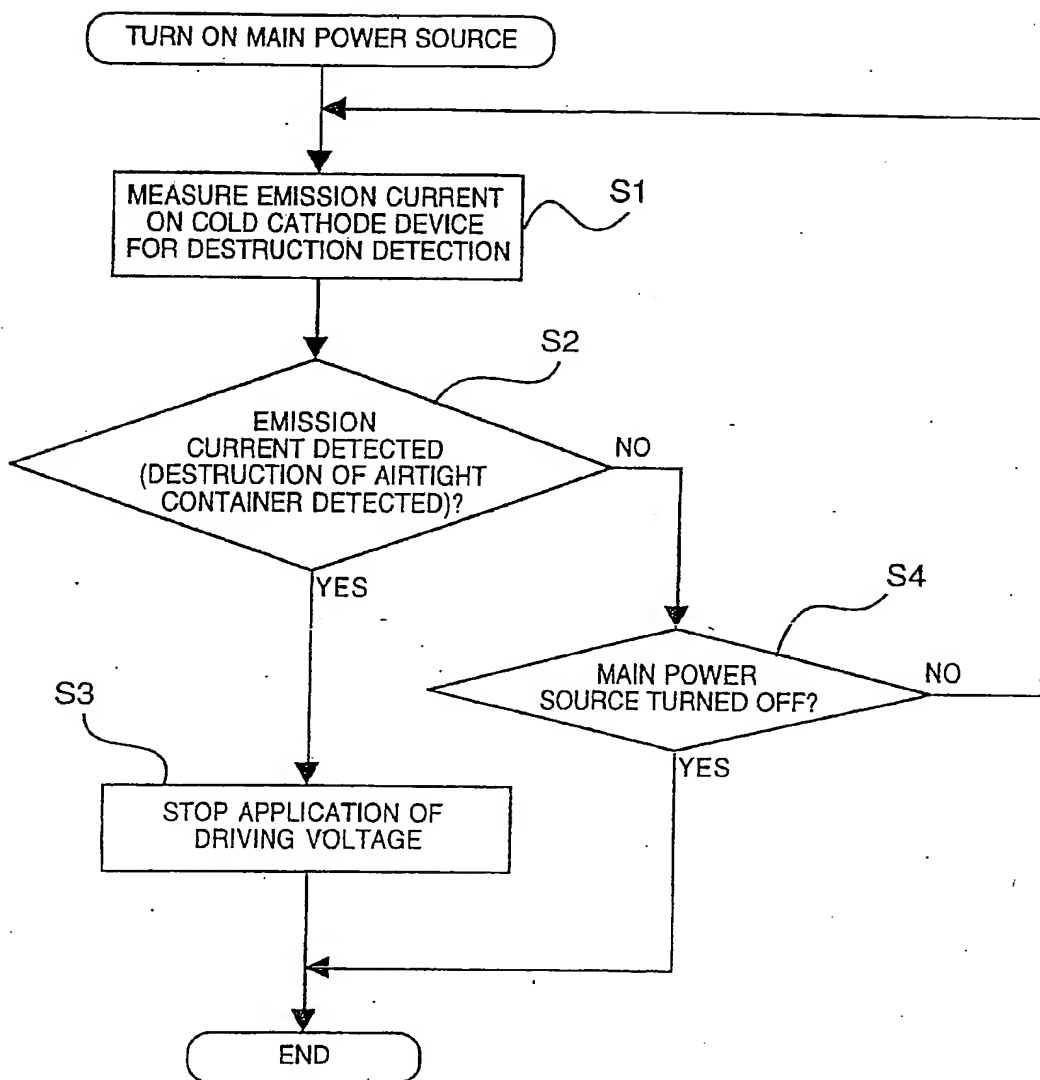 TURN ON MAIN POWER SOURCE
MEASURE EMISSION CURRENT
ON COLD CATHODE DEVICE
FOR DESTRUCTION DETECTION
S1
S2
EMISSION
CURRENT DETECTED
(DESTRUCTION OF AIRTIGHT
CONTAINER DETECTED)?
NO
YES
S4
MAIN POWER
SOURCE TURNED OFF?
NO
YES
S3
STOP APPLICATION OF
DRIVING VOLTAGE
END